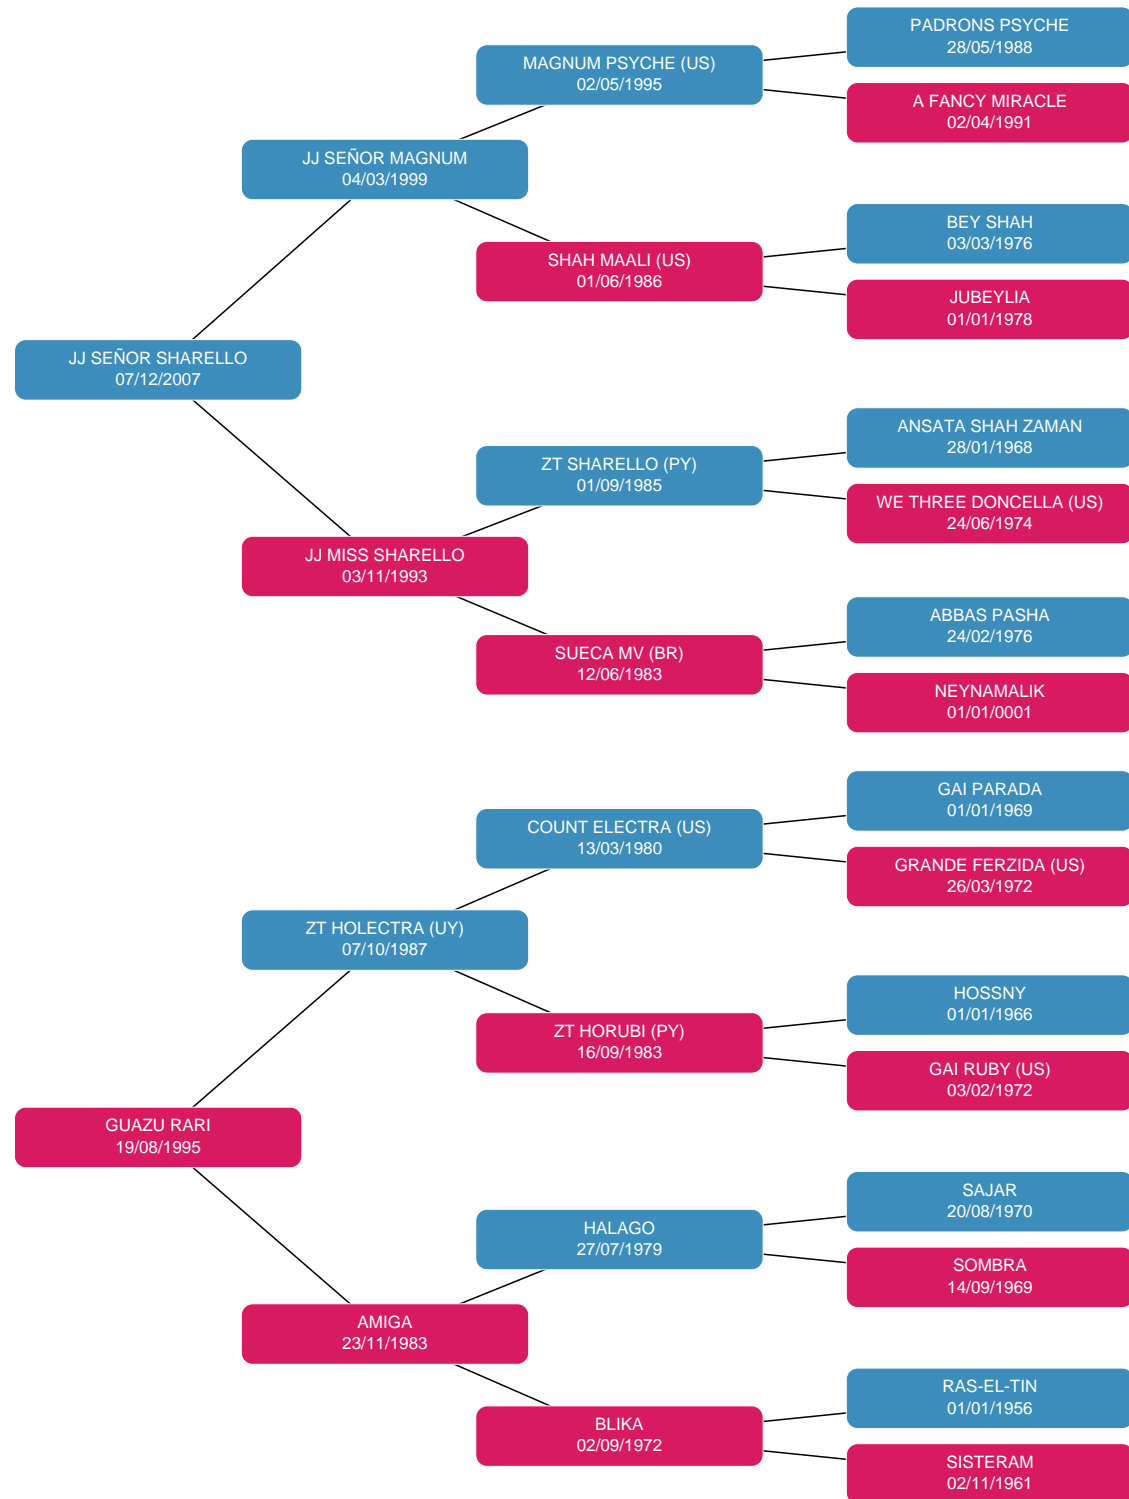 PADRONS PSYCHE
28/05/1988
MAGNUM PSYCHE (US)
02/05/1995
A FANCY MIRACLE
02/04/1991
JJ SEÑOR MAGNUM
04/03/1999
BEY SHAH
03/03/1976
SHAH MAALI (US)
01/06/1986
JUBEYLIA
01/01/1978
JJ SEÑOR SHARELLO
07/12/2007
ANSATA SHAH ZAMAN
28/01/1968
ZT SHARELLO (PY)
01/09/1985
WE THREE DONCELLA (US)
24/06/1974
JJ MISS SHARELLO
03/11/1993
ABBAS PASHA
24/02/1976
SUECA MV (BR)
12/06/1983
NEYNAMALIK
01/01/0001
GAI PARADA
01/01/1969
COUNT ELECTRA (US)
13/03/1980
GRANDE FERZIDA (US)
26/03/1972
ZT HOLECTRA (UY)
07/10/1987
HOSSNY
01/01/1966
ZT HORUBI (PY)
16/09/1983
GAI RUBY (US)
03/02/1972
GUAZU RARI
19/08/1995
SAJAR
20/08/1970
HALAGO
27/07/1979
SOMBRA
14/09/1969
AMIGA
23/11/1983
RAS-EL-TIN
01/01/1956
BLIKA
02/09/1972
SISTERAM
02/11/1961